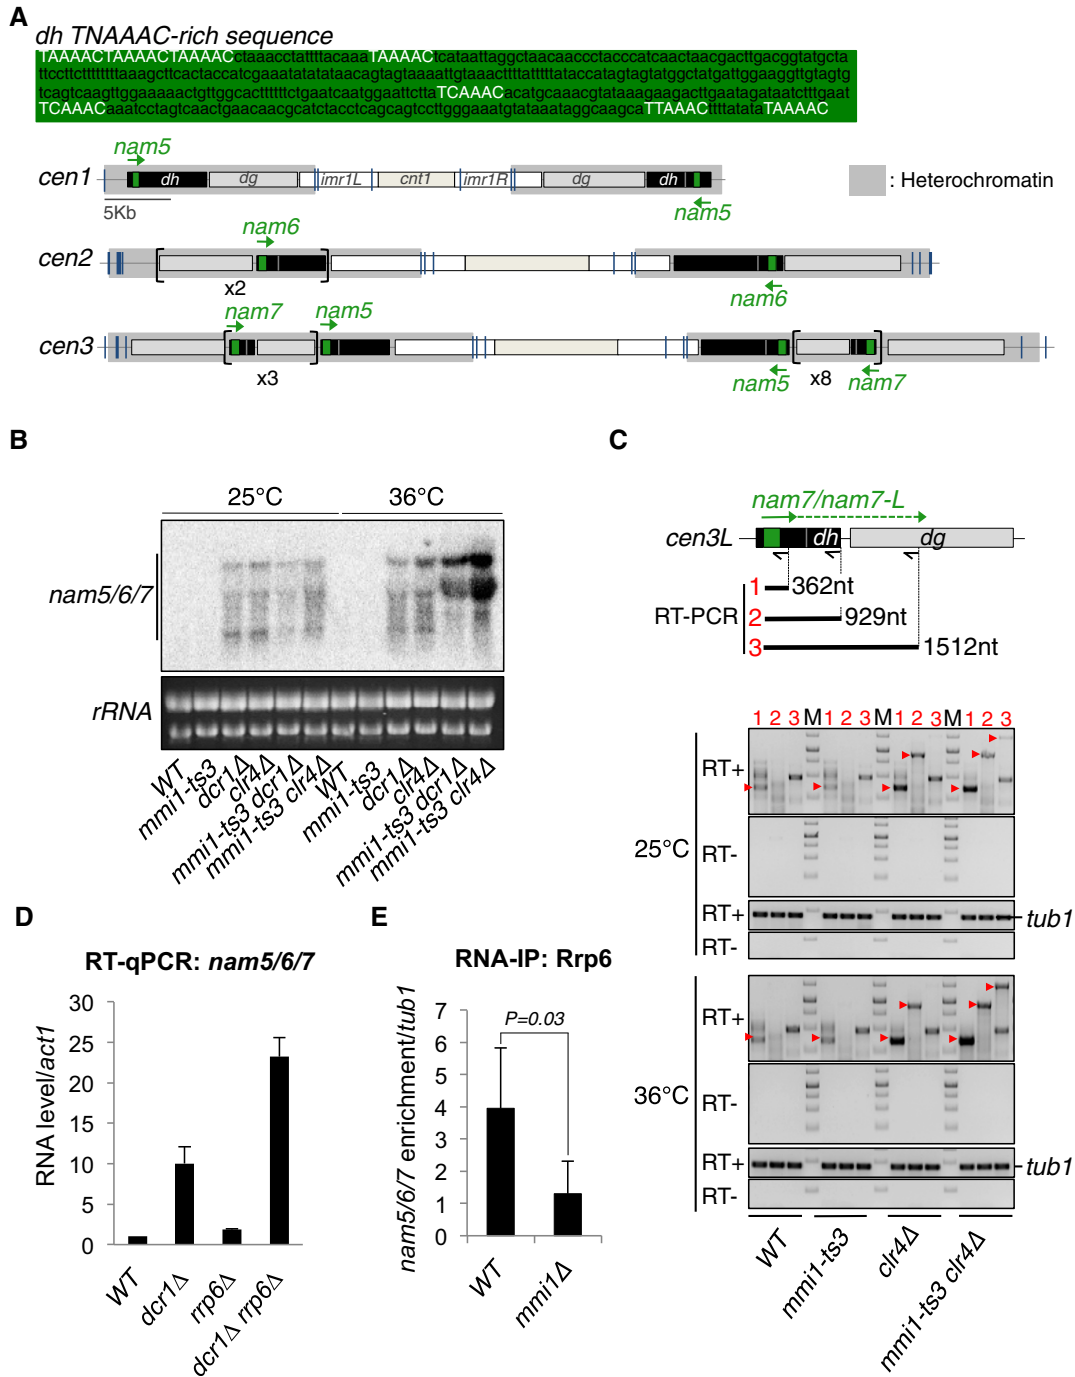 A
dh TNAAAC-rich sequence
TAAAACTAAAACTAAAACctaaacctattttacaaaTAAAACtcataattaggctaacaaccctacccatcaactaacgacttgacggtatgcta
cen1
nam5
dh
dg
imr1L
cnt1
imr1R
dg
dh
nam5
5Kb
: Heterochromatin
cen2
nam6
x2
nam6
cen3
nam7
nam5
x3
nam5
x8
nam7
B
25°C
36°C
nam5/6/7
rRNA
WT
mmi1-ts3
dcr1Δ
clr4Δ
mmi1-ts3 dcr1Δ
mmi1-ts3 clr4Δ
WT
mmi1-ts3
dcr1Δ
clr4Δ
mmi1-ts3 dcr1Δ
mmi1-ts3 clr4Δ
C
nam7/nam7-L
cen3L
dh
dg
RT-PCR
1
362nt
2
929nt
3
1512nt
1 2 3 M 1 2 3 M 1 2 3 M 1 2 3
25°C
RT+
RT-
RT+
tub1
RT-
36°C
RT+
RT-
RT+
tub1
RT-
WT
mmi1-ts3
clr4Δ
mmi1-ts3 clr4Δ
D
RT-qPCR: nam5/6/7
RNA level/act1
30
25
20
15
10
5
0
WT
dcr1Δ
rrp6Δ
dcr1Δ rrp6Δ
E
RNA-IP: Rrp6
nam5/6/7 enrichment/tub1
P=0.03
7
6
5
4
3
2
1
0
WT
mmi1Δ